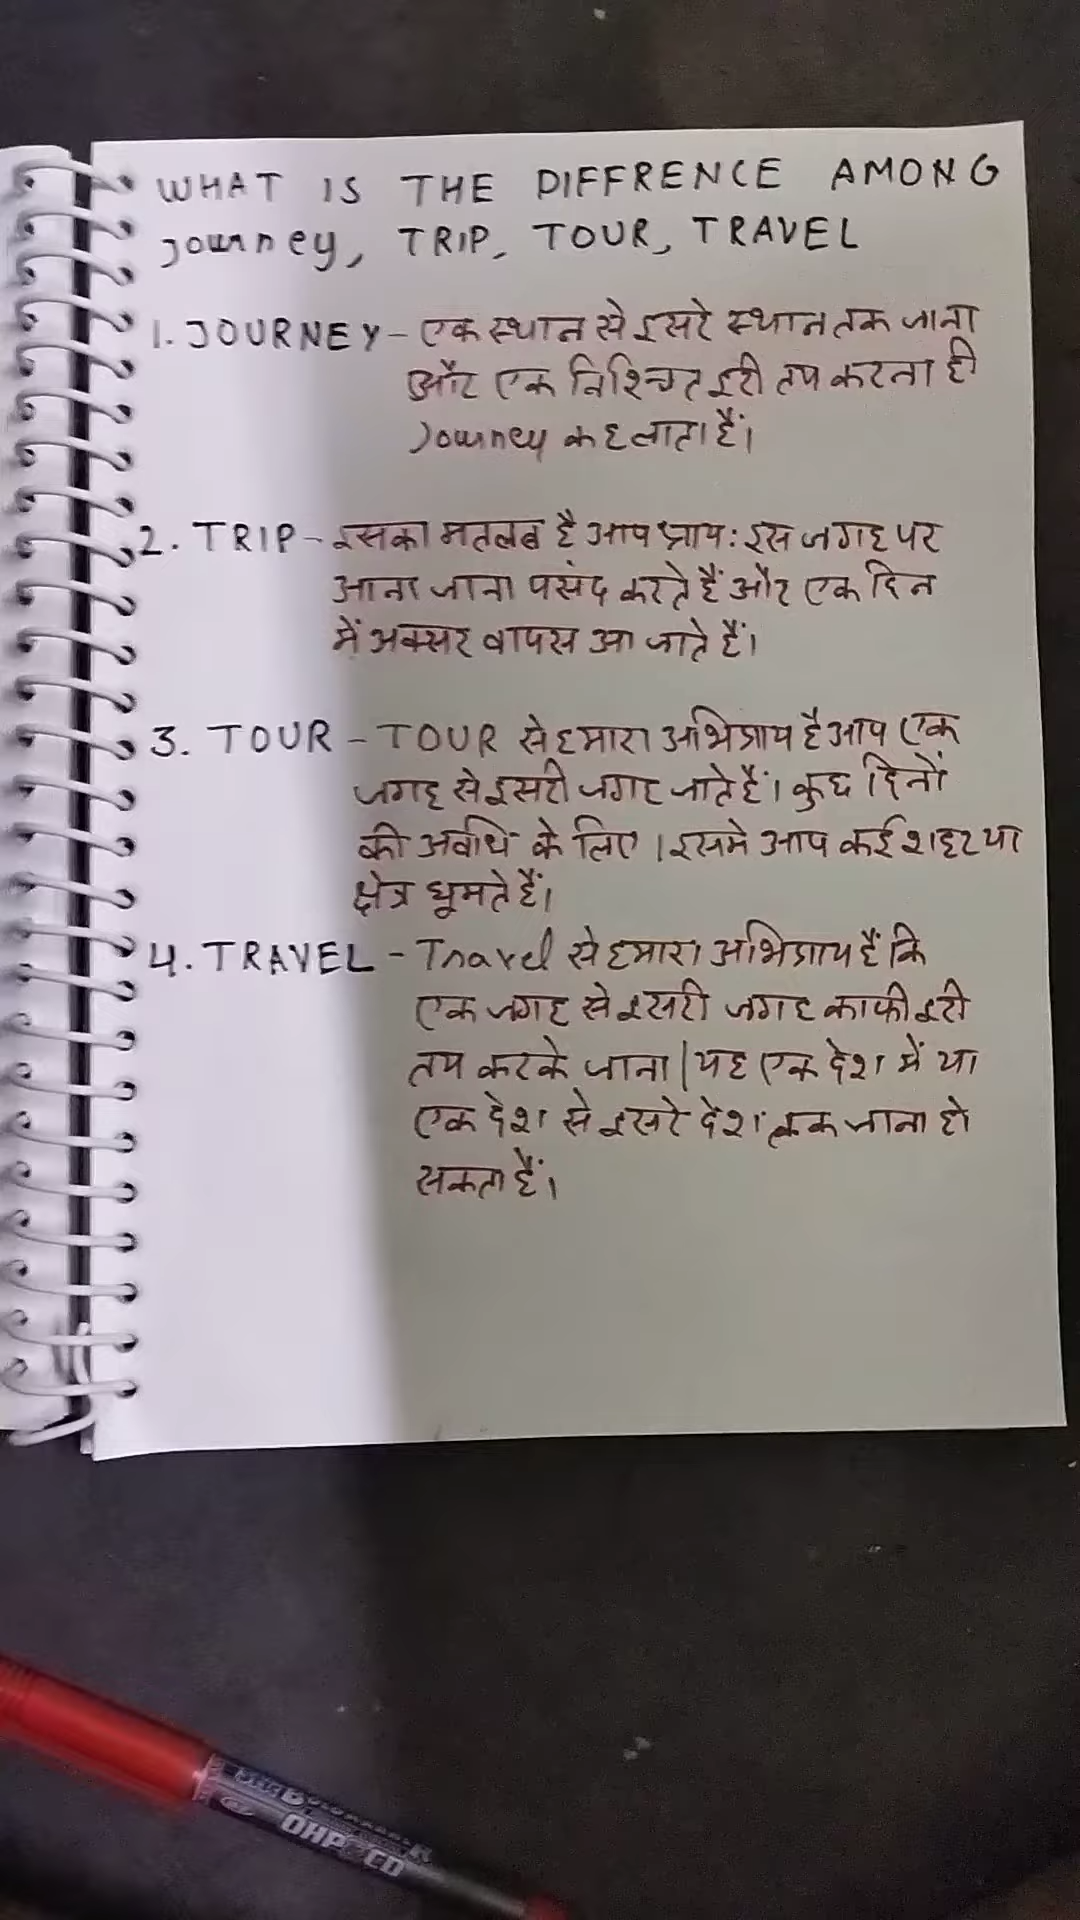 WHAT IS THE DIFFRENCE AMONG
Journey, TRIP, TOUR, TRAVEL
1. JOURNEY - एक स्थान से दूसरे स्थान तक जाना
और एक निश्चित दूरी तय करना ही
Journey कहलाता हैं।
2. TRIP - इसका मतलब है आप प्राय: इस जगह पर
आना जाना पसंद करते हैं और एक दिन
में अक्सर वापस आ जाते हैं।
3. TOUR - TOUR से हमारा अभिप्राय है आप एक
जगह से दूसरी जगह जाते हैं। कुछ दिनों
की अवधि के लिए। इसमे आप कई शहर या
क्षेत्र घूमते हैं।
4. TRAVEL - Travel से हमारा अभिप्राय हैं कि
एक जगह से दूसरी जगह काफी दूरी
तय करके जाना। यह एक देश में या
एक देश से दूसरे देश तक जाना हो
सकता हैं।
OHP CD